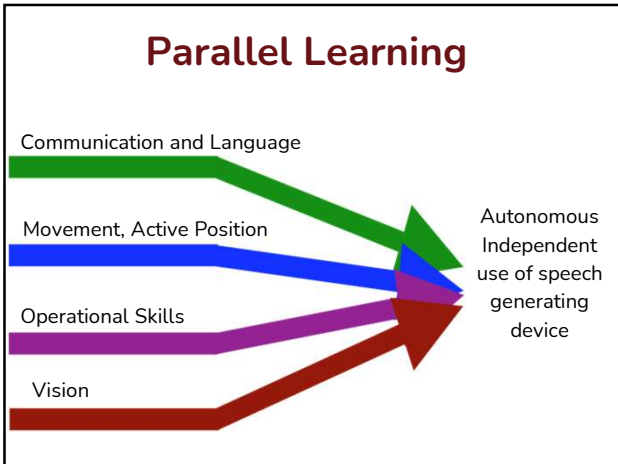 Parallel Learning
Communication and Language
Movement, Active Position
Operational Skills
Vision
Autonomous
Independent
use of speech
generating
device